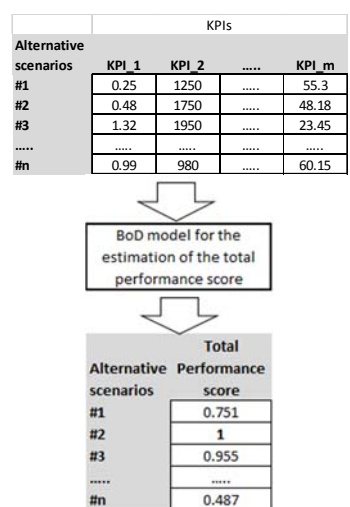 KPIs
Alternative
scenarios KPI_1 KPI_2 ..... KPI_m
#1 0.25 1250 ..... 55.3
#2 0.48 1750 ..... 48.18
#3 1.32 1950 ..... 23.45
..... ..... ..... ..... .....
#n 0.99 980 ..... 60.15
BoD model for the
estimation of the total
performance score
Total
Alternative Performance
scenarios score
#1 0.751
#2 1
#3 0.955
..... .....
#n 0.487